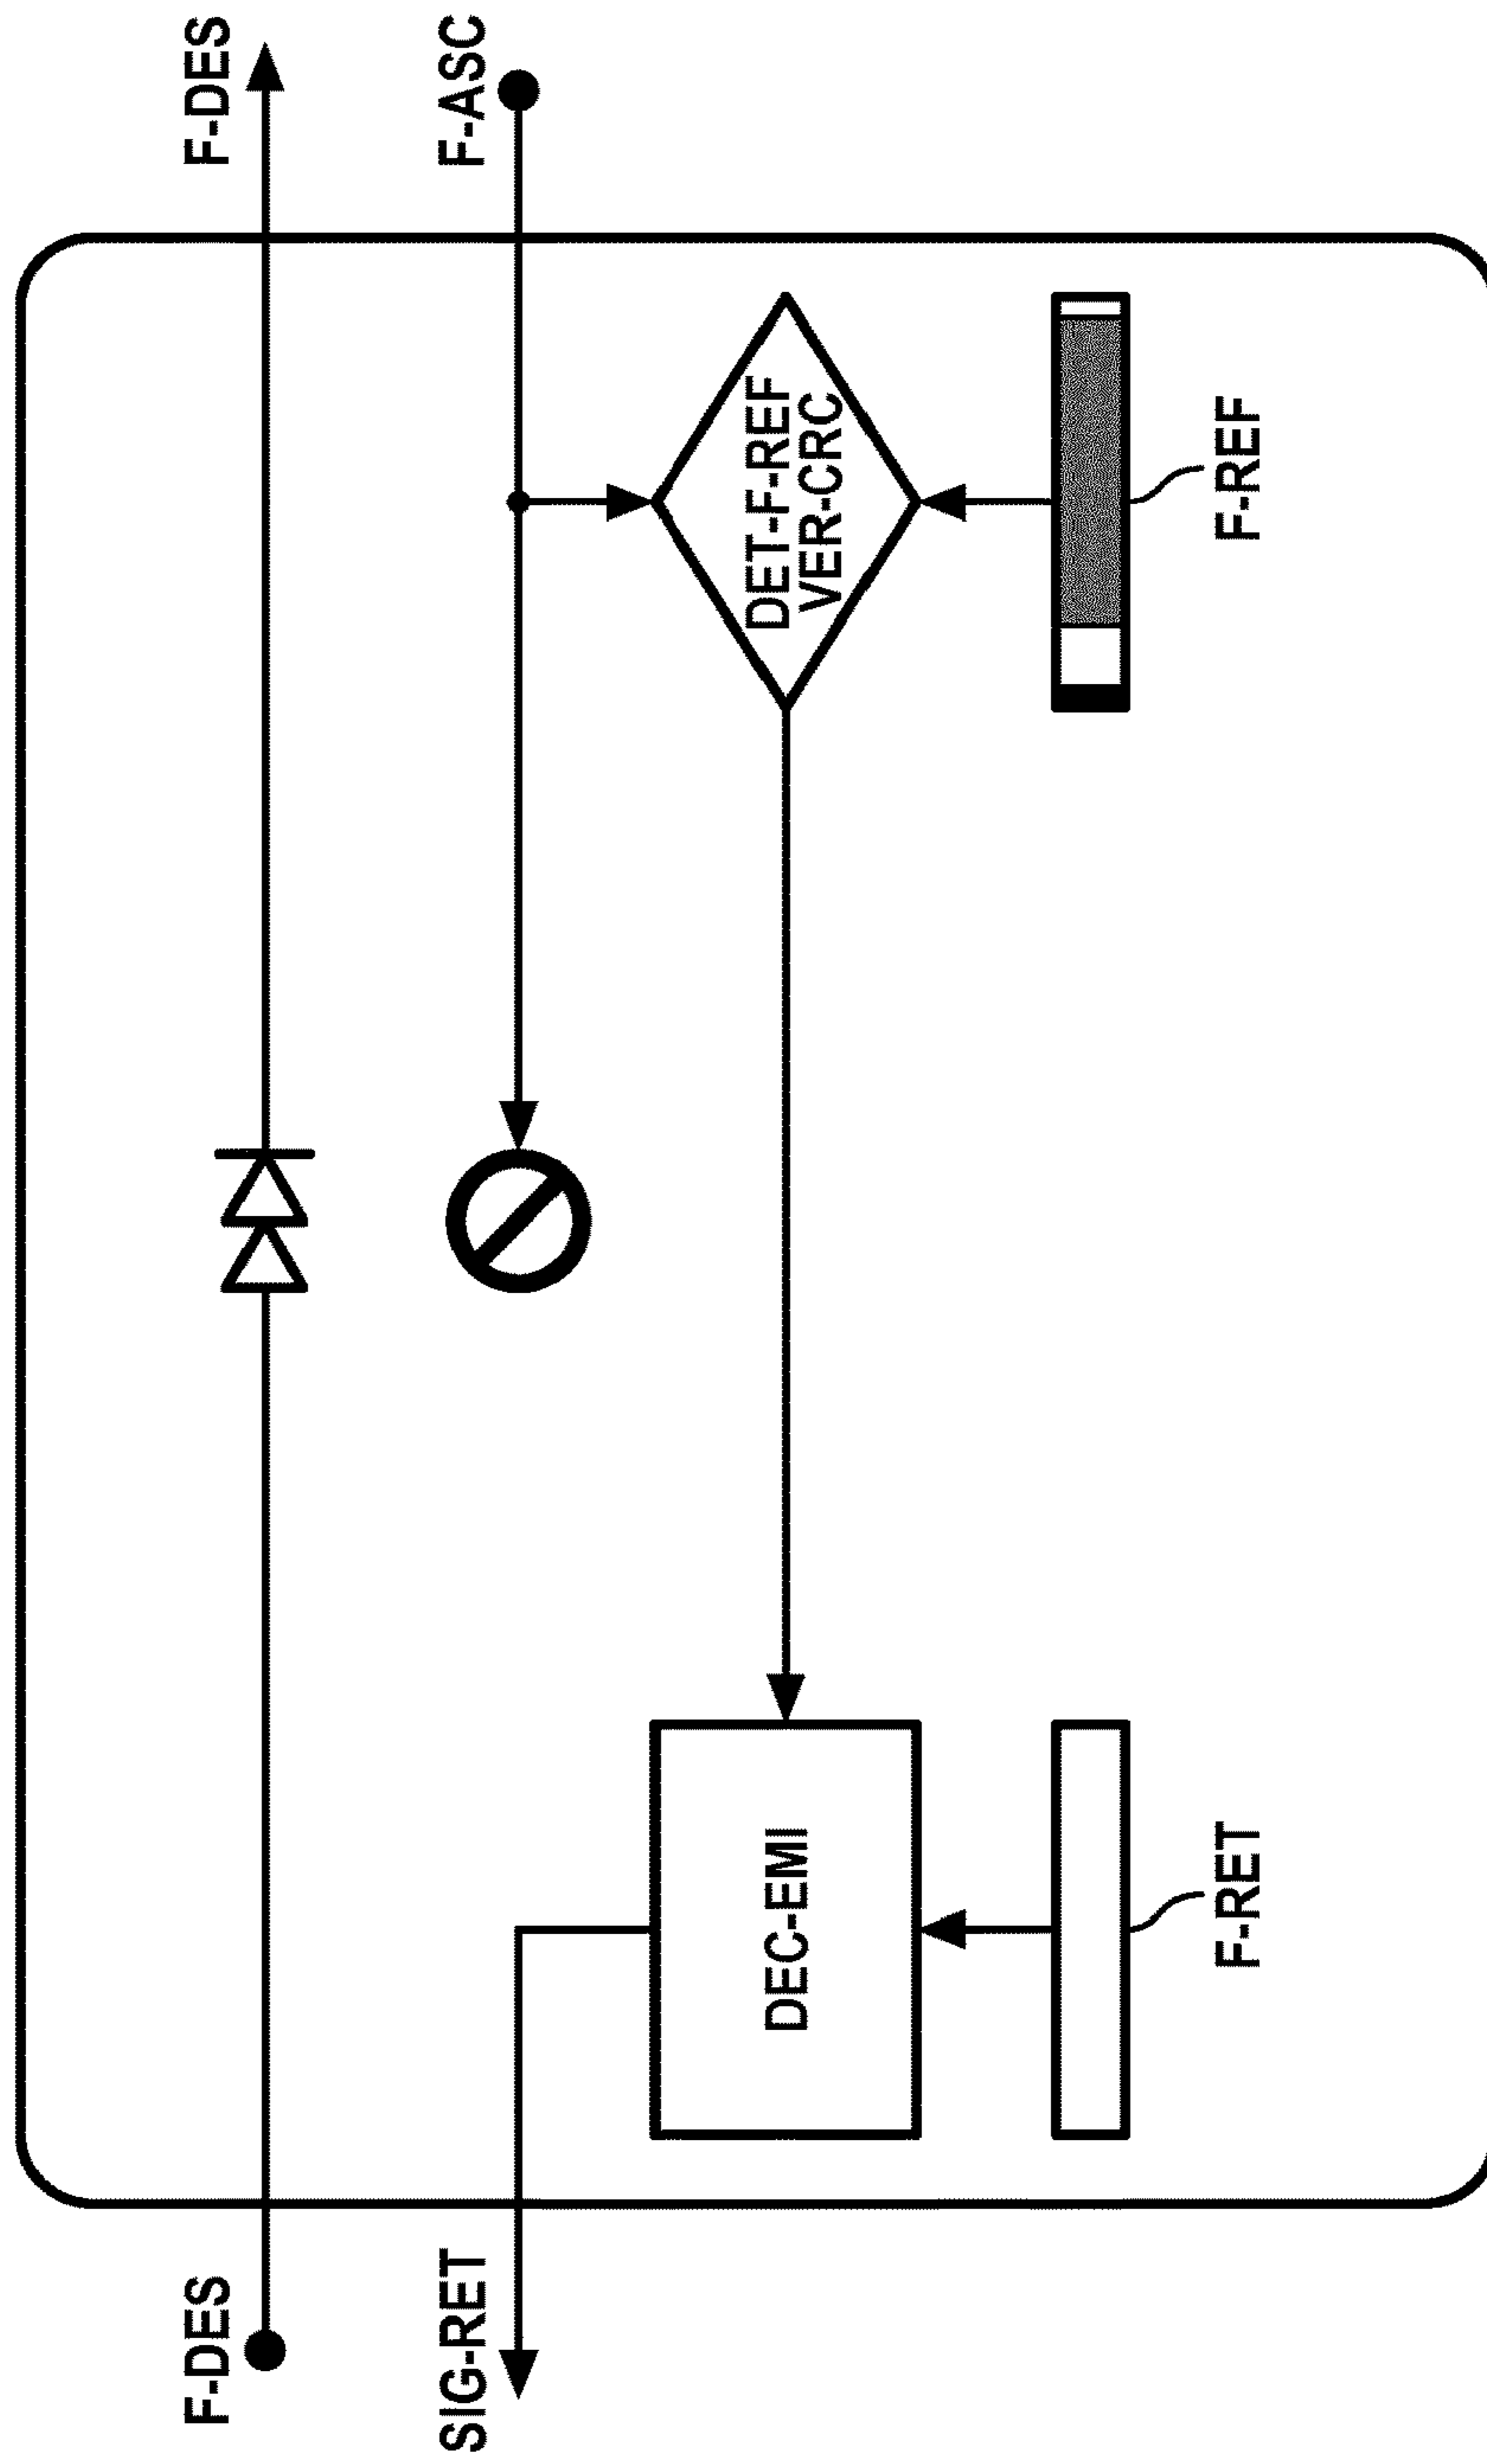 F-DES
F-DES
SIG-RET
F-ASC
DEC-EMI
DET-F-REF
VER-CRC
F-RET
F-REF